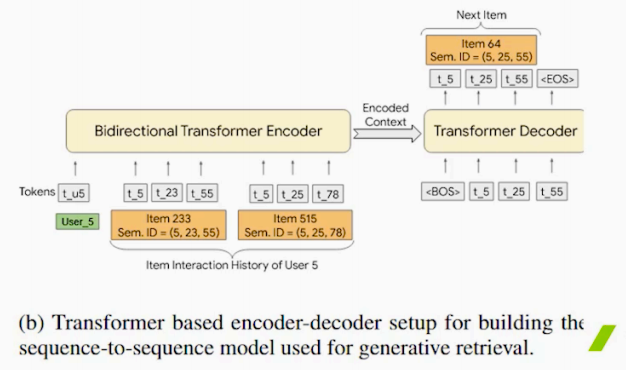 Next Item
Item 64
Sem. ID = (5, 25, 55)
t_5 t_25 t_55 <EOS>
Bidirectional Transformer Encoder
Encoded
Context
Transformer Decoder
Tokens t_u5 t_5 t_23 t_55 t_5 t_25 t_78
<BOS> t_5 t_25 t_55
User_5
Item 233
Sem. ID = (5, 23, 55)
Item 515
Sem. ID = (5, 25, 78)
Item Interaction History of User 5
(b) Transformer based encoder-decoder setup for building the
sequence-to-sequence model used for generative retrieval.